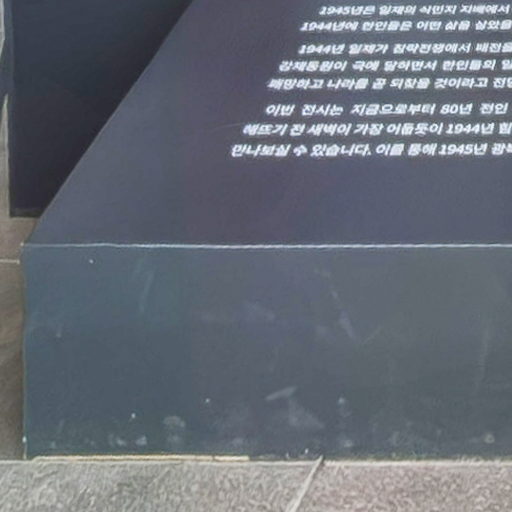 1945년은 일제의 식민지 지배에서
1944년에 한인들은 어떤 삶을 살았을
1944년 일제가 침략전쟁에서 패전을
강제동원이 극에 달하면서 한인들의 일
패망하고 나라를 곧 되찾을 것이라고 전망
이번 전시는 지금으로부터 80년 전인
해뜨기 전 새벽이 가장 어둡듯이 1944년 힘
만나보실 수 있습니다. 이를 통해 1945년 광복